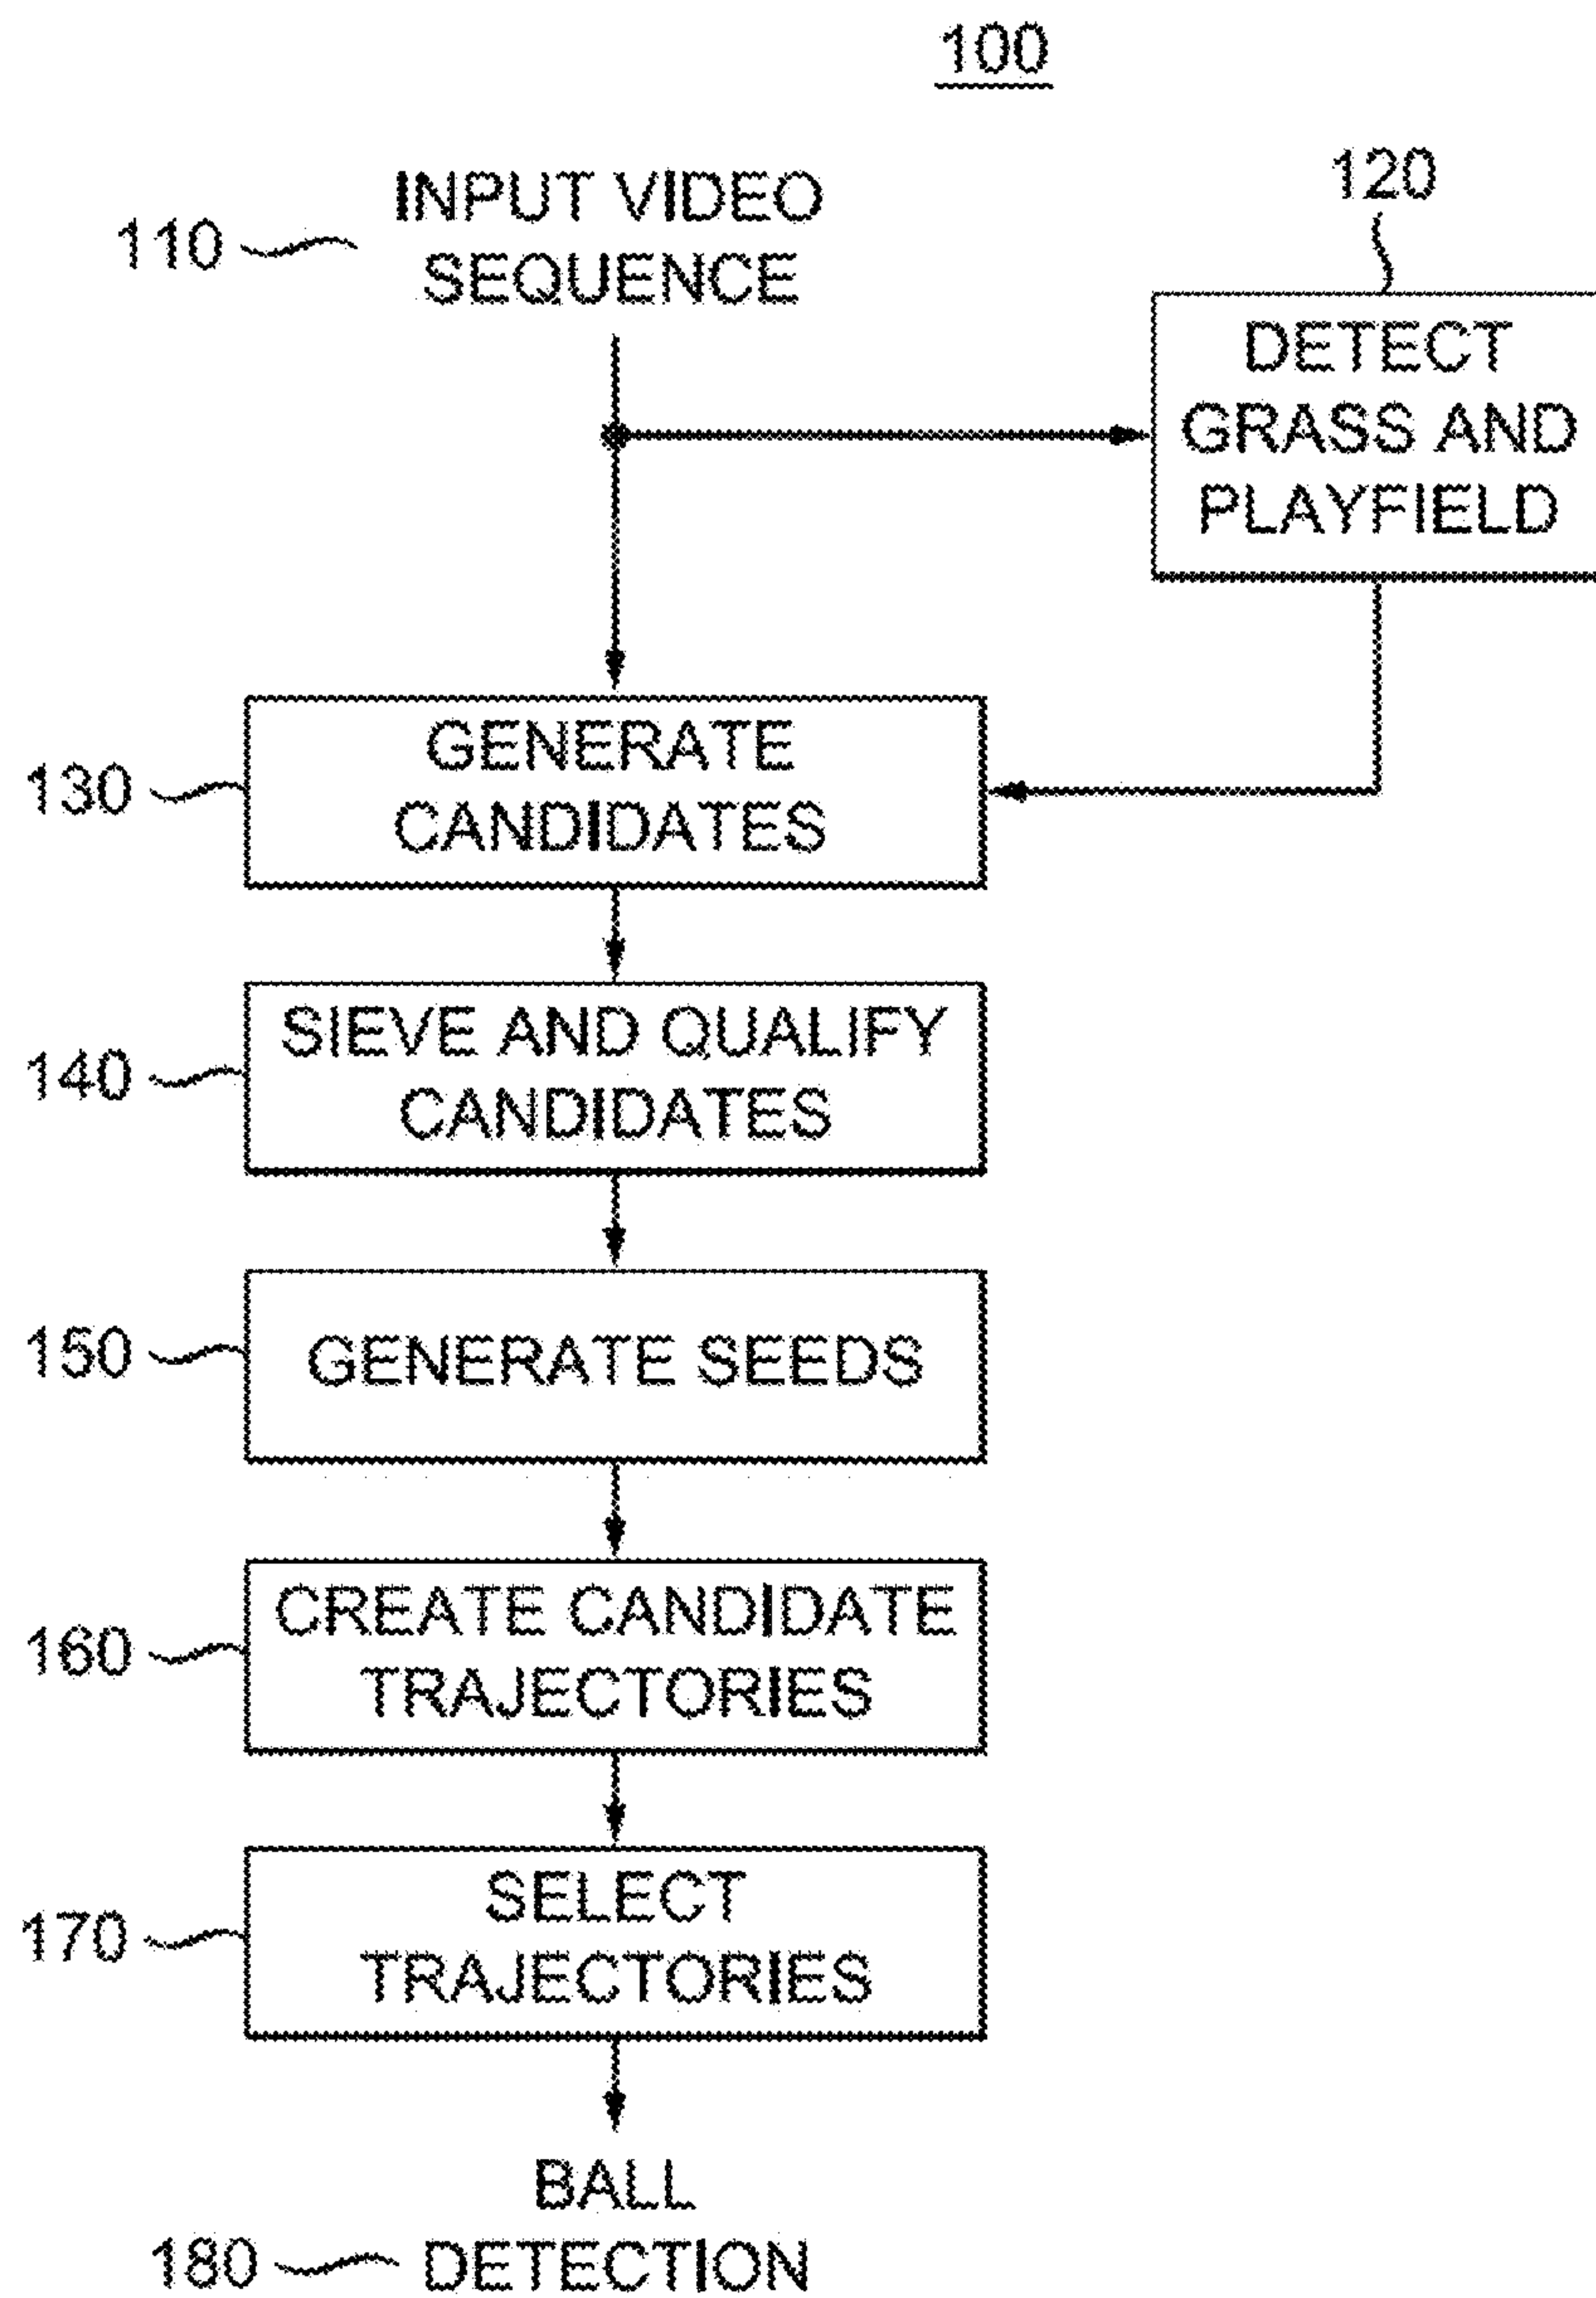 100
110
INPUT VIDEO
SEQUENCE
120
DETECT
GRASS AND
PLAYFIELD
130
GENERATE
CANDIDATES
140
SIEVE AND QUALIFY
CANDIDATES
150
GENERATE SEEDS
160
CREATE CANDIDATE
TRAJECTORIES
170
SELECT
TRAJECTORIES
BALL
180
DETECTION